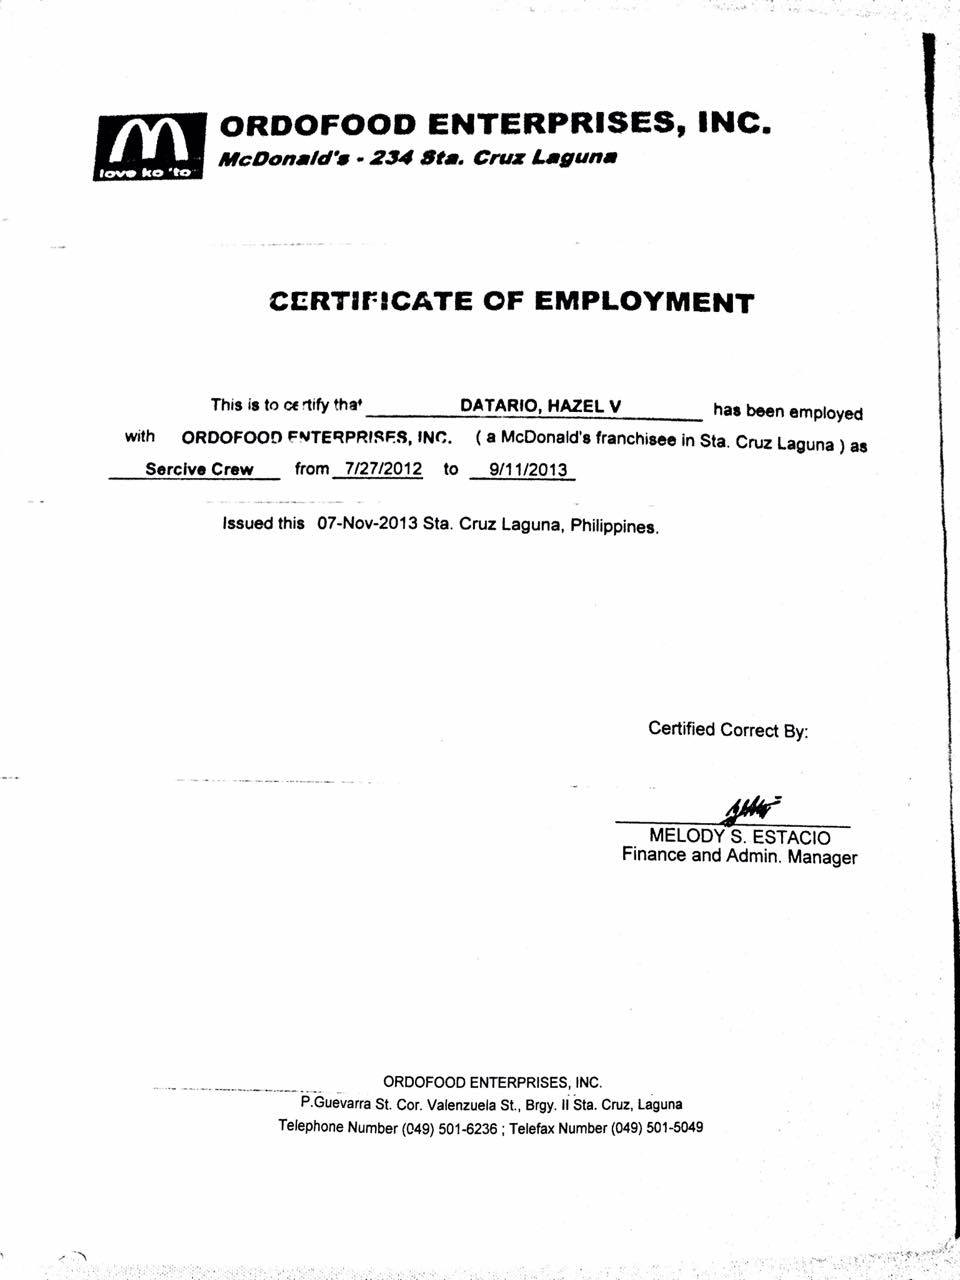 ORDOFOOD ENTERPRISES, INC.
McDonald's - 234 Sta. Cruz Laguna
love ko 'to
CERTIFICATE OF EMPLOYMENT
This is to certify that DATARIO, HAZEL V has been employed
with ORDOFOOD ENTERPRISES, INC. ( a McDonald's franchisee in Sta. Cruz Laguna ) as
Sercive Crew from 7/27/2012 to 9/11/2013
Issued this 07-Nov-2013 Sta. Cruz Laguna, Philippines.
Certified Correct By:
MELODY S. ESTACIO
Finance and Admin. Manager
ORDOFOOD ENTERPRISES, INC.
P.Guevarra St. Cor. Valenzuela St., Brgy. II Sta. Cruz, Laguna
Telephone Number (049) 501-6236 ; Telefax Number (049) 501-5049